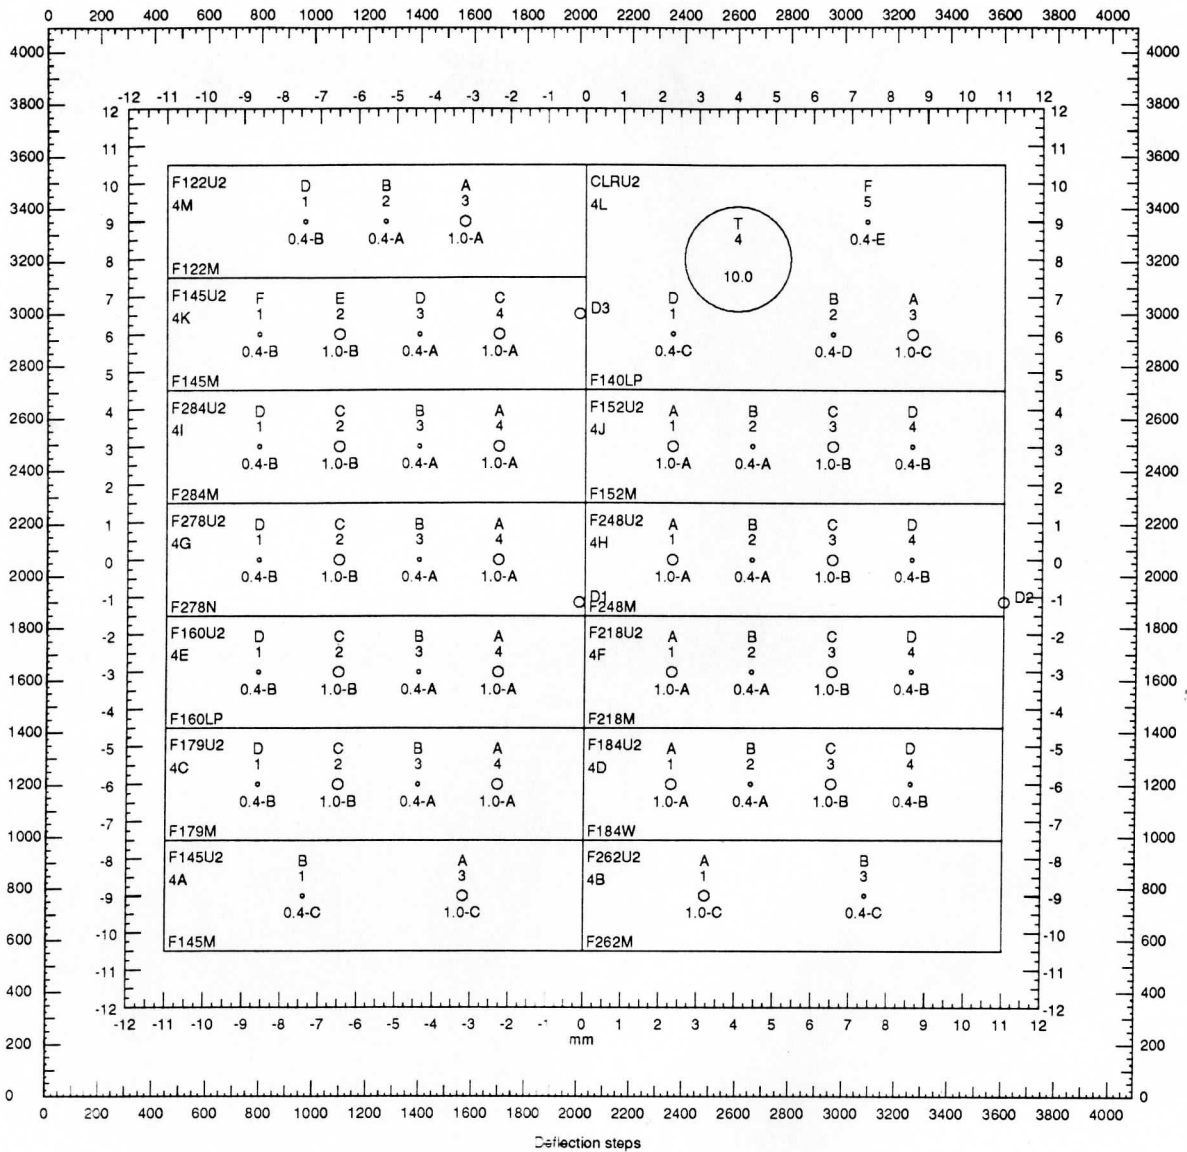 0 200 400 600 800 1000 1200 1400 1600 1800 2000 2200 2400 2600 2800 3000 3200 3400 3600 3800 4000
4000 4000
3800 3800
3600 3600
3400 3400
3200 3200
3000 3000
2800 2800
2600 2600
2400 2400
2200 2200
2000 2000
1800 1800
1600 1600
1400 1400
1200 1200
1000 1000
800 800
600 600
400 400
200 200
0 0
-12 -11 -10 -9 -8 -7 -6 -5 -4 -3 -2 -1 0 1 2 3 4 5 6 7 8 9 10 11 12
12 12
11 11
10 10
9 9
8 8
7 7
6 6
5 5
4 4
3 3
2 2
1 1
0 0
-1 -1
-2 -2
-3 -3
-4 -4
-5 -5
-6 -6
-7 -7
-8 -8
-9 -9
-10 -10
-11 -11
-12 -12
F122U2 D B A
4M 1 2 3
0.4-B 0.4-A 1.0-A
F122M
CLRU2 F
4L 5
T
4 0.4-E
10.0
D3 D B A
1 2 3
0.4-C 0.4-D 1.0-C
F140LP
F145U2 F E D C
4K 1 2 3 4
0.4-B 1.0-B 0.4-A 1.0-A
F145M
F284U2 D C B A
4I 1 2 3 4
0.4-B 1.0-B 0.4-A 1.0-A
F284M
F152U2 A B C D
4J 1 2 3 4
1.0-A 0.4-A 1.0-B 0.4-B
F152M
F278U2 D C B A
4G 1 2 3 4
0.4-B 1.0-B 0.4-A 1.0-A
F278N
F248U2 A B C D
4H 1 2 3 4
1.0-A 0.4-A 1.0-B 0.4-B
D1 D2
F248M
F160U2 D C B A
4E 1 2 3 4
0.4-B 1.0-B 0.4-A 1.0-A
F160LP
F218U2 A B C D
4F 1 2 3 4
1.0-A 0.4-A 1.0-B 0.4-B
F218M
F179U2 D C B A
4C 1 2 3 4
0.4-B 1.0-B 0.4-A 1.0-A
F179M
F184U2 A B C D
4D 1 2 3 4
1.0-A 0.4-A 1.0-B 0.4-B
F184W
F145U2 B A
4A 1 3
0.4-C 1.0-C
F145M
F262U2 A B
4B 1 3
1.0-C 0.4-C
F262M
-12 -11 -10 -9 -8 -7 -6 -5 -4 -3 -2 -1 0 1 2 3 4 5 6 7 8 9 10 11 12
mm
0 200 400 600 800 1000 1200 1400 1600 1800 2000 2200 2400 2600 2800 3000 3200 3400 3600 3800 4000
Deflection steps